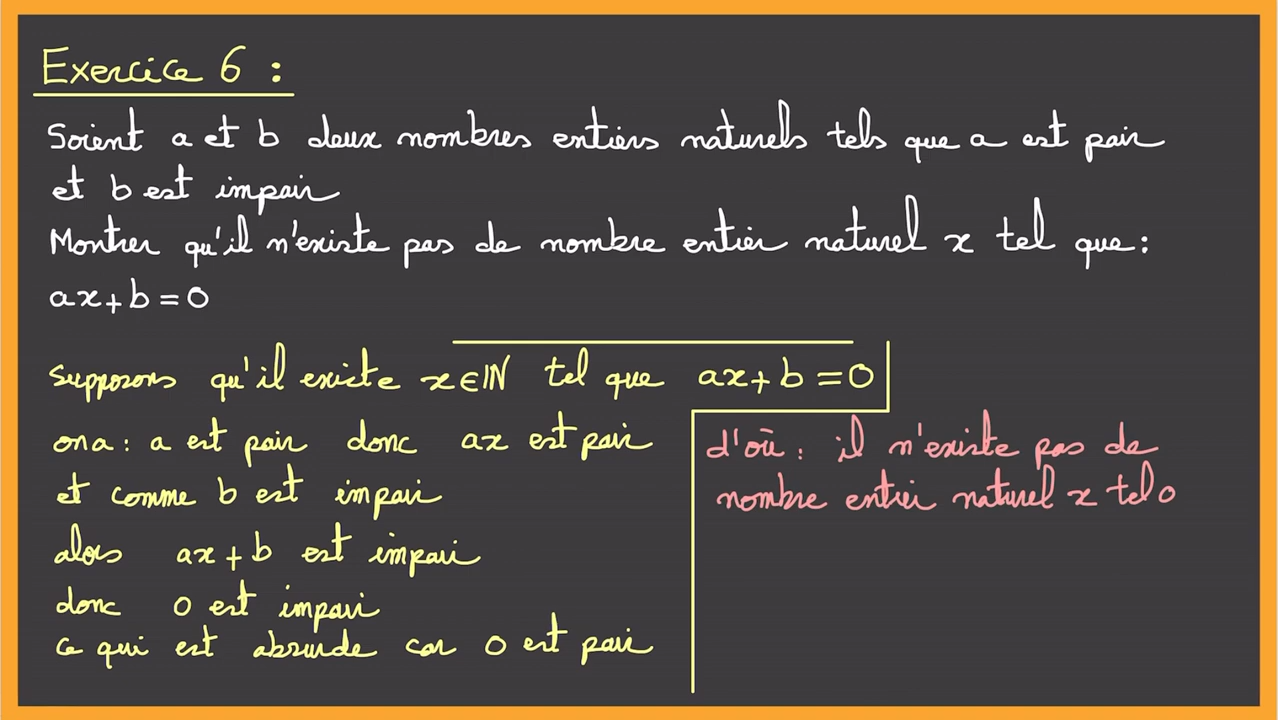 Exercice 6 :
Soient a et b deux nombres entiers naturels tels que a est pair
et b est impair
Montrer qu'il n'existe pas de nombre entier naturel x tel que :
ax+b=0
Supposons qu'il existe x∈ℕ tel que ax+b=0
on a : a est pair donc ax est pair
et comme b est impair
alors ax+b est impair
donc 0 est impair
ce qui est absurde car 0 est pair
d'où : il n'existe pas de
nombre entier naturel x tel